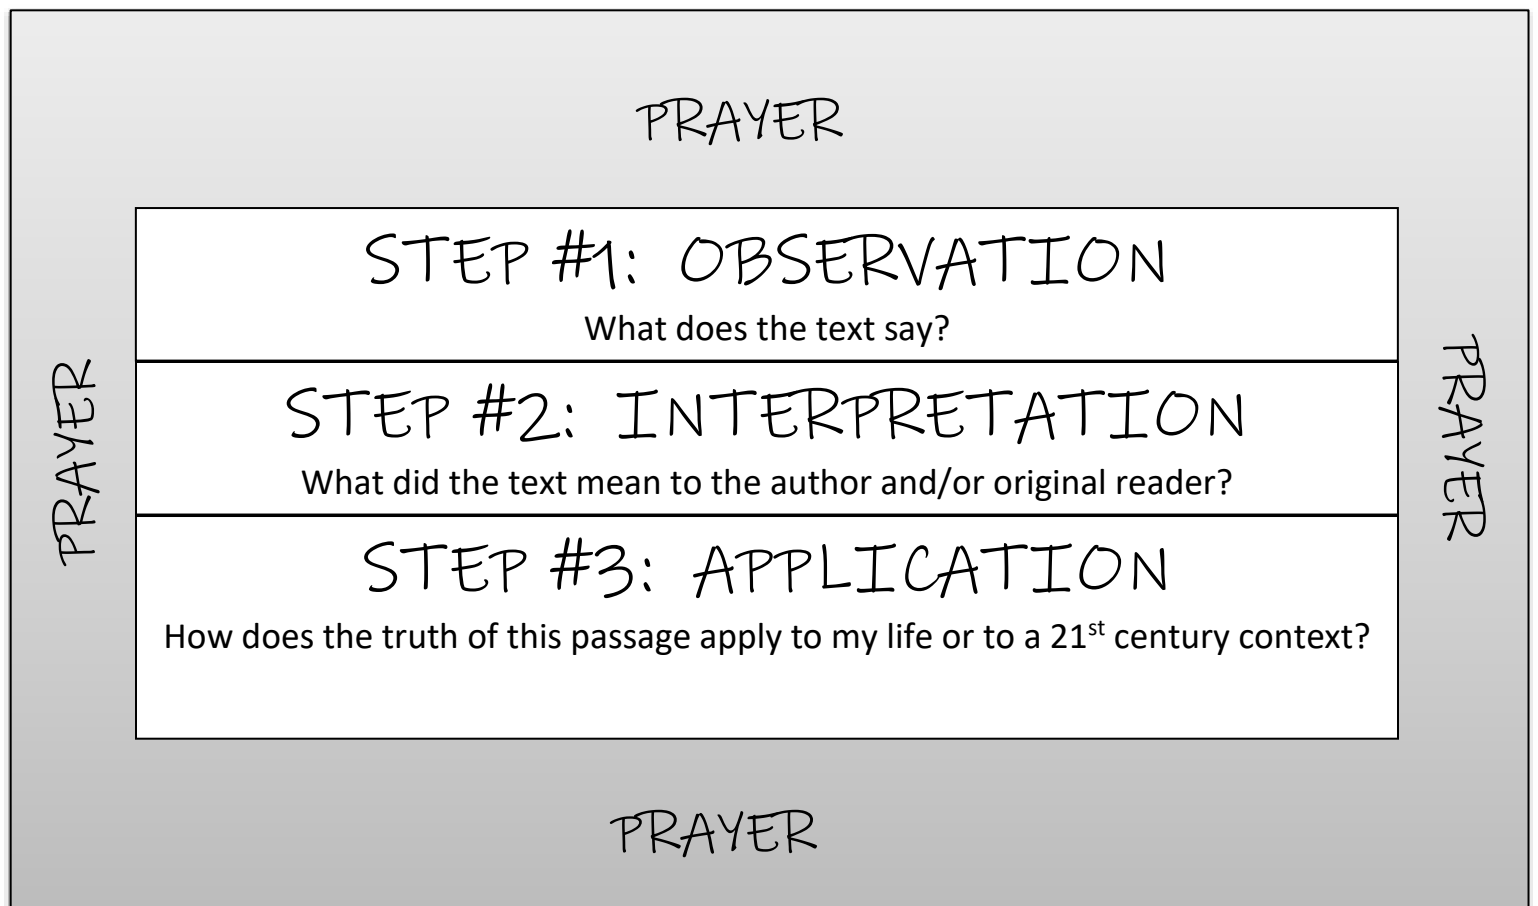 PRAYER
STEP #1: OBSERVATION
What does the text say?
PRAYER
STEP #2: INTERPRETATION
What did the text mean to the author and/or original reader?
PRAYER
STEP #3: APPLICATION
How does the truth of this passage apply to my life or to a 21st century context?
PRAYER